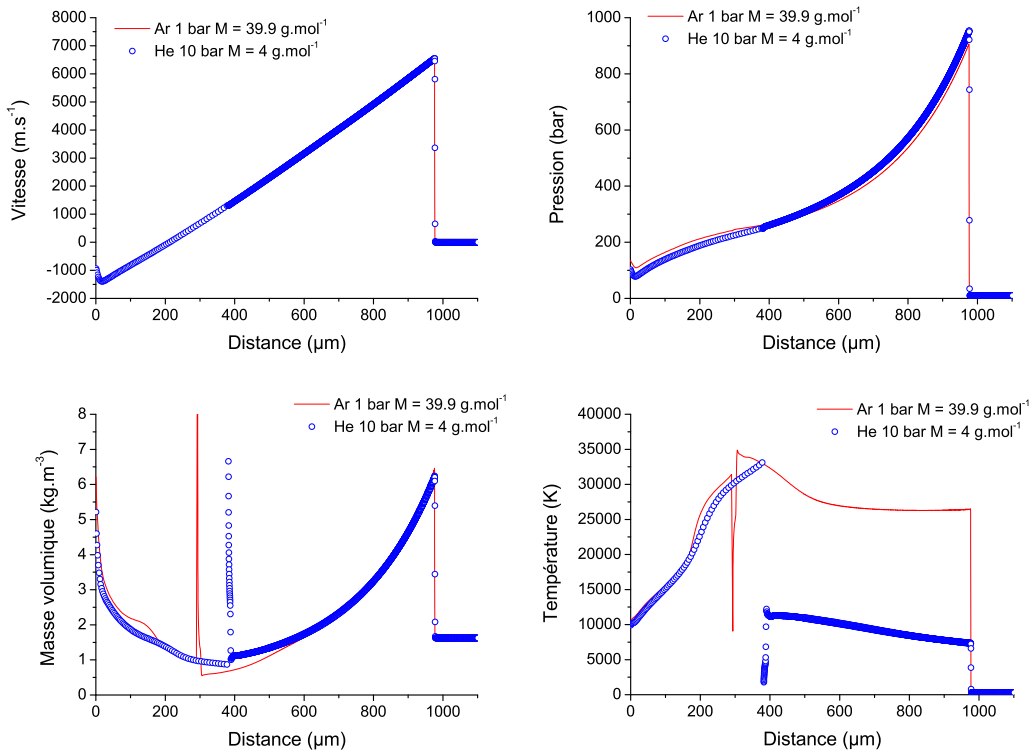 Vitesse (m.s⁻¹)
8000
7000
6000
5000
4000
3000
2000
1000
0
-1000
-2000
Ar 1 bar M = 39.9 g.mol⁻¹
He 10 bar M = 4 g.mol⁻¹
0 200 400 600 800 1000
Distance (µm)
Pression (bar)
1000
800
600
400
200
0
Ar 1 bar M = 39.9 g.mol⁻¹
He 10 bar M = 4 g.mol⁻¹
0 200 400 600 800 1000
Distance (µm)
Masse volumique (kg.m⁻³)
8
7
6
5
4
3
2
1
0
Ar 1 bar M = 39.9 g.mol⁻¹
He 10 bar M = 4 g.mol⁻¹
0 200 400 600 800 1000
Distance (µm)
Température (K)
40000
35000
30000
25000
20000
15000
10000
5000
0
Ar 1 bar M = 39.9 g.mol⁻¹
He 10 bar M = 4 g.mol⁻¹
0 200 400 600 800 1000
Distance (µm)